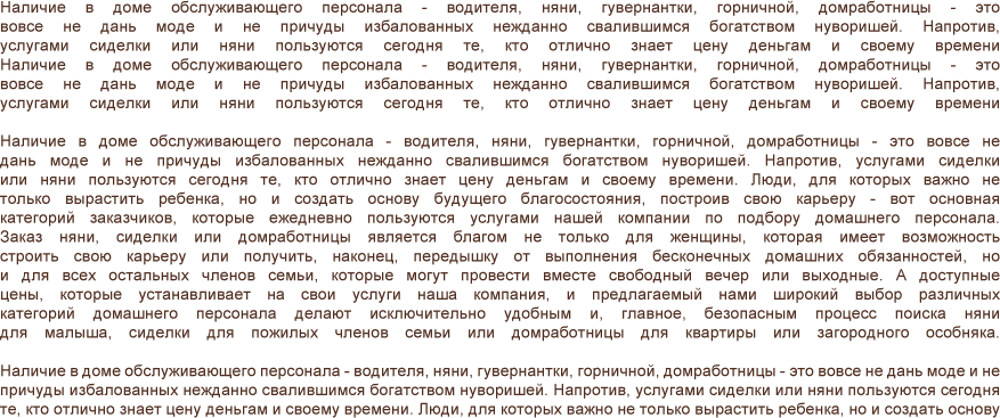 Наличие в доме обслуживающего персонала - водителя, няни, гувернантки, горничной, домработницы - это
вовсе не дань моде и не причуды избалованных нежданно свалившимся богатством нуворишей. Напротив,
услугами сиделки или няни пользуются сегодня те, кто отлично знает цену деньгам и своему времени
Наличие в доме обслуживающего персонала - водителя, няни, гувернантки, горничной, домработницы - это
вовсе не дань моде и не причуды избалованных нежданно свалившимся богатством нуворишей. Напротив,
услугами сиделки или няни пользуются сегодня те, кто отлично знает цену деньгам и своему времени
Наличие в доме обслуживающего персонала - водителя, няни, гувернантки, горничной, домработницы - это вовсе не
дань моде и не причуды избалованных нежданно свалившимся богатством нуворишей. Напротив, услугами сиделки
или няни пользуются сегодня те, кто отлично знает цену деньгам и своему времени. Люди, для которых важно не
только вырастить ребенка, но и создать основу будущего благосостояния, построив свою карьеру - вот основная
категорий заказчиков, которые ежедневно пользуются услугами нашей компании по подбору домашнего персонала.
Заказ няни, сиделки или домработницы является благом не только для женщины, которая имеет возможность
строить свою карьеру или получить, наконец, передышку от выполнения бесконечных домашних обязанностей, но
и для всех остальных членов семьи, которые могут провести вместе свободный вечер или выходные. А доступные
цены, которые устанавливает на свои услуги наша компания, и предлагаемый нами широкий выбор различных
категорий домашнего персонала делают исключительно удобным и, главное, безопасным процесс поиска няни
для малыша, сиделки для пожилых членов семьи или домработницы для квартиры или загородного особняка.
Наличие в доме обслуживающего персонала - водителя, няни, гувернантки, горничной, домработницы - это вовсе не дань моде и не
причуды избалованных нежданно свалившимся богатством нуворишей. Напротив, услугами сиделки или няни пользуются сегодня
те, кто отлично знает цену деньгам и своему времени. Люди, для которых важно не только вырастить ребенка, но и создать основу